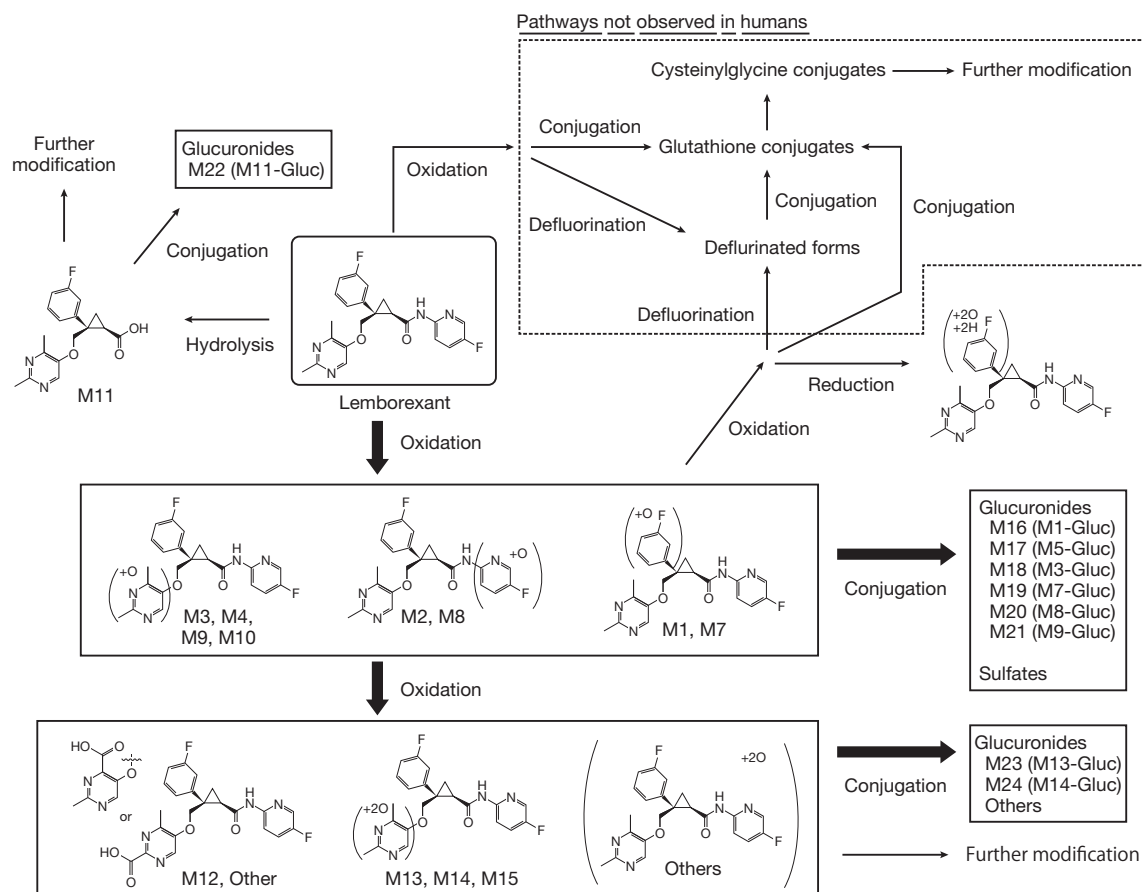 Pathways not observed in humans
Cysteinylglycine conjugates
Further modification
Conjugation
Glutathione conjugates
Further
modification
Glucuronides
M22 (M11-Gluc)
Oxidation
Conjugation
Conjugation
Defluorination
Deflurinated forms
Conjugation
Defluorination
F
OH
O
O
N
N
M11
Hydrolysis
F
H
N
N
O
O
N
N
F
Lemborexant
Reduction
+2O
+2H
F
H
N
N
O
O
N
N
F
Oxidation
Oxidation
F
H
N
N
O
O
+O
N
N
F
M3, M4,
M9, M10
F
H
N
N
+O
O
O
N
N
F
M2, M8
+O
F
H
N
N
O
O
N
N
F
M1, M7
Conjugation
Glucuronides
M16 (M1-Gluc)
M17 (M5-Gluc)
M18 (M3-Gluc)
M19 (M7-Gluc)
M20 (M8-Gluc)
M21 (M9-Gluc)
Sulfates
Oxidation
HO
O
O
N
N
or
F
H
N
N
O
O
N
N
HO
O
F
M12, Other
F
H
N
N
O
O
+2O
N
N
F
M13, M14, M15
F
+2O
H
N
N
O
O
N
N
F
Others
Conjugation
Glucuronides
M23 (M13-Gluc)
M24 (M14-Gluc)
Others
Further modification